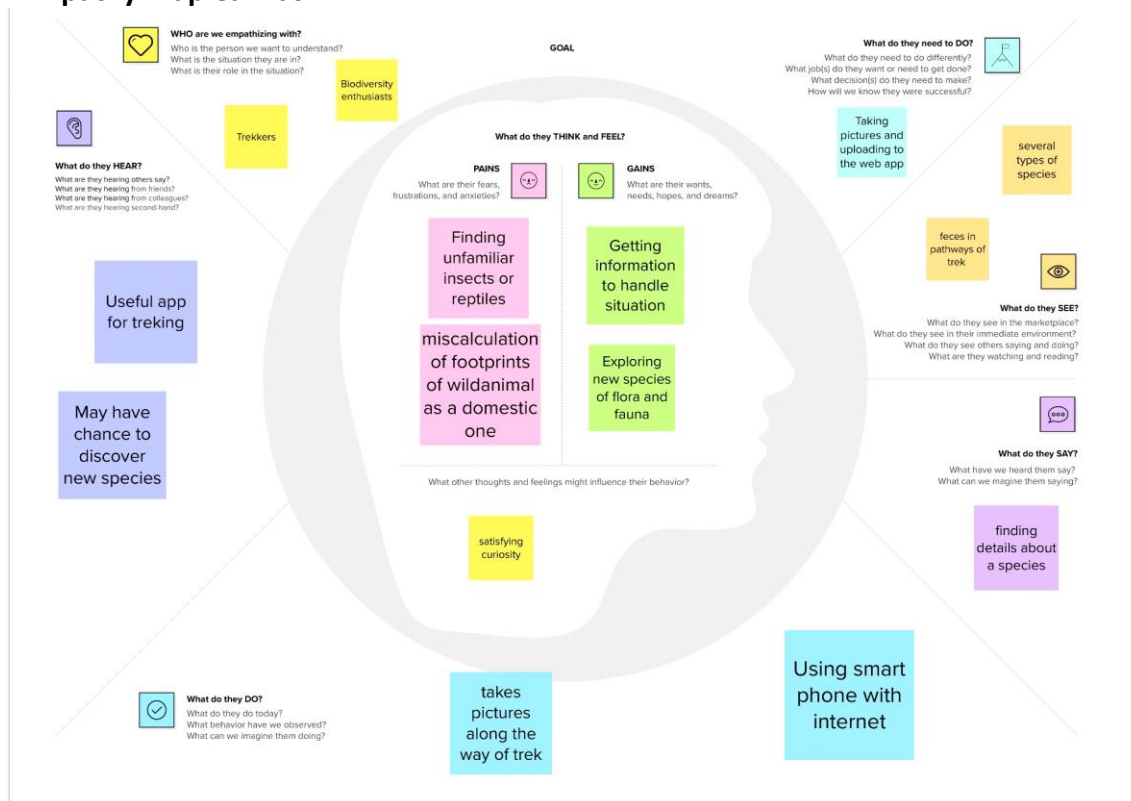 WHO are we empathizing with?
Who is the person we want to understand?
What is the situation they are in?
What is their role in the situation?
Biodiversity
enthusiasts
Trekkers
GOAL
What do they need to DO?
What do they need to do differently?
What job(s) do they want or need to get done?
What decision(s) do they need to make?
How will we know they were successful?
Taking
pictures and
uploading to
the web app
several
types of
species
feces in
pathways of
trek
What do they SEE?
What do they see in the marketplace?
What do they see in their immediate environment?
What do they see others saying and doing?
What are they watching and reading?
What do they HEAR?
What are they hearing others say?
What are they hearing from friends?
What are they hearing from colleagues?
What are they hearing second-hand?
Useful app
for treking
May have
chance to
discover
new species
What do they THINK and FEEL?
PAINS
What are their fears,
frustrations, and anxieties?
Finding
unfamiliar
insects or
reptiles
miscalculation
of footprints
of wildanimal
as a domestic
one
GAINS
What are their wants,
needs, hopes, and dreams?
Getting
information
to handle
situation
Exploring
new species
of flora and
fauna
What other thoughts and feelings might influence their behavior?
satisfying
curiosity
What do they SAY?
What have we heard them say?
What can we magine them saying?
finding
details about
a species
What do they DO?
What do they do today?
What behavior have we observed?
What can we imagine them doing?
takes
pictures
along the
way of trek
Using smart
phone with
internet